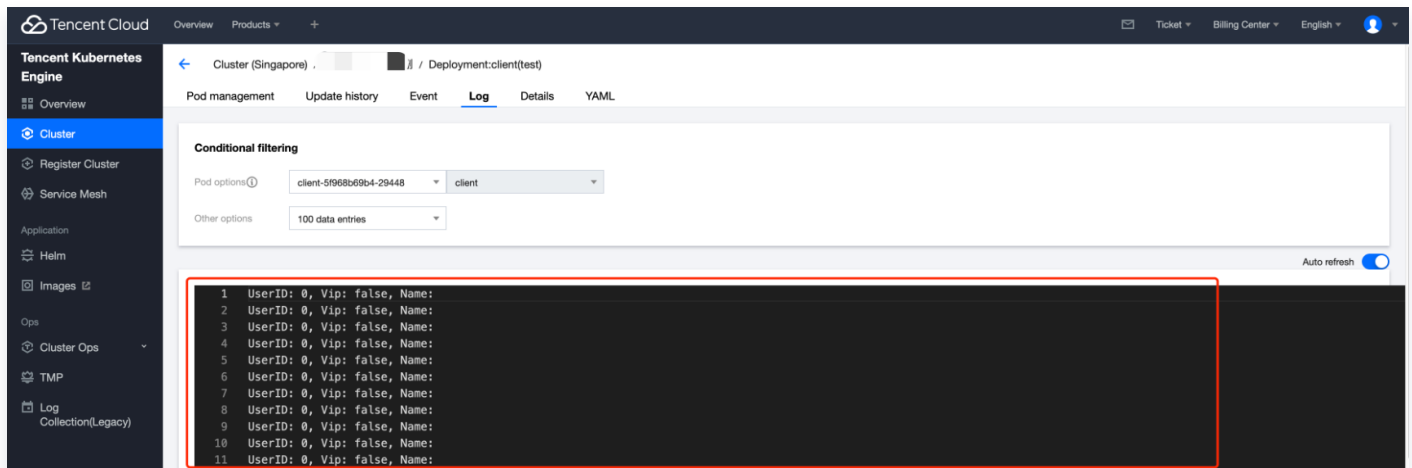 Tencent Cloud Overview Products + Ticket Billing Center English
Tencent Kubernetes
Engine
Overview
Cluster
Register Cluster
Service Mesh
Application
Helm
Images
Ops
Cluster Ops
TMP
Log
Collection(Legacy)
Cluster (Singapore) / Deployment:client(test)
Pod management Update history Event Log Details YAML
Conditional filtering
Pod options client-5f968b69b4-29448 client
Other options 100 data entries
Auto refresh
1 UserID: 0, Vip: false, Name:
2 UserID: 0, Vip: false, Name:
3 UserID: 0, Vip: false, Name:
4 UserID: 0, Vip: false, Name:
5 UserID: 0, Vip: false, Name:
6 UserID: 0, Vip: false, Name:
7 UserID: 0, Vip: false, Name:
8 UserID: 0, Vip: false, Name:
9 UserID: 0, Vip: false, Name:
10 UserID: 0, Vip: false, Name:
11 UserID: 0, Vip: false, Name: